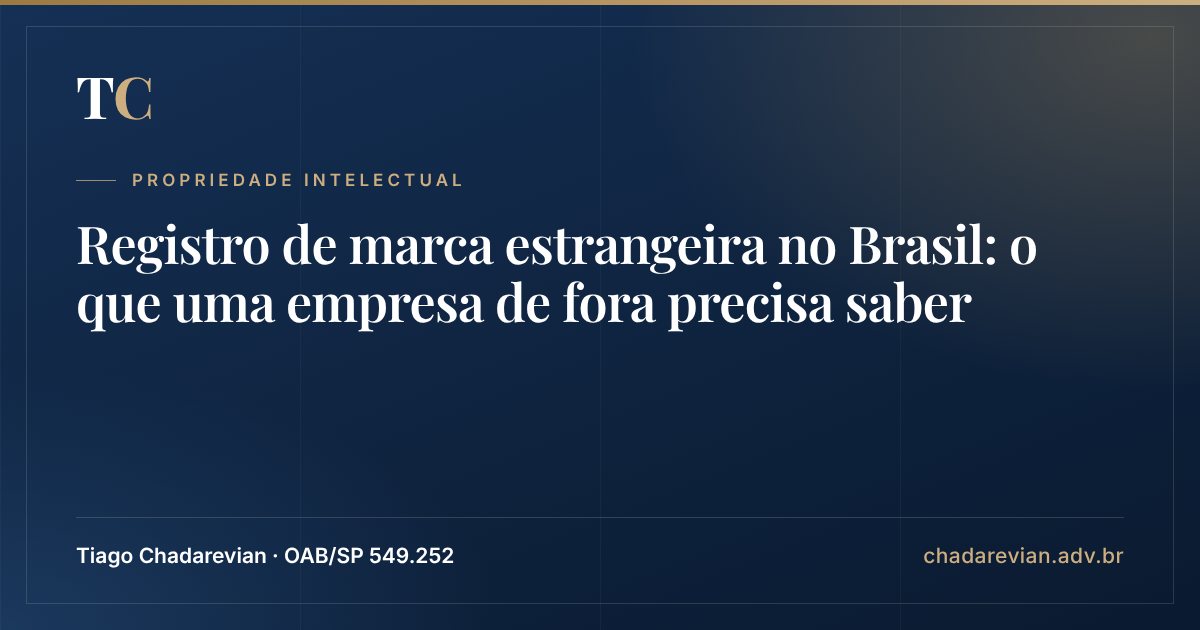 TC
PROPRIEDADE INTELECTUAL
Registro de marca estrangeira no Brasil: o
que uma empresa de fora precisa saber
Tiago Chadarevian · OAB/SP 549.252
chadarevian.adv.br